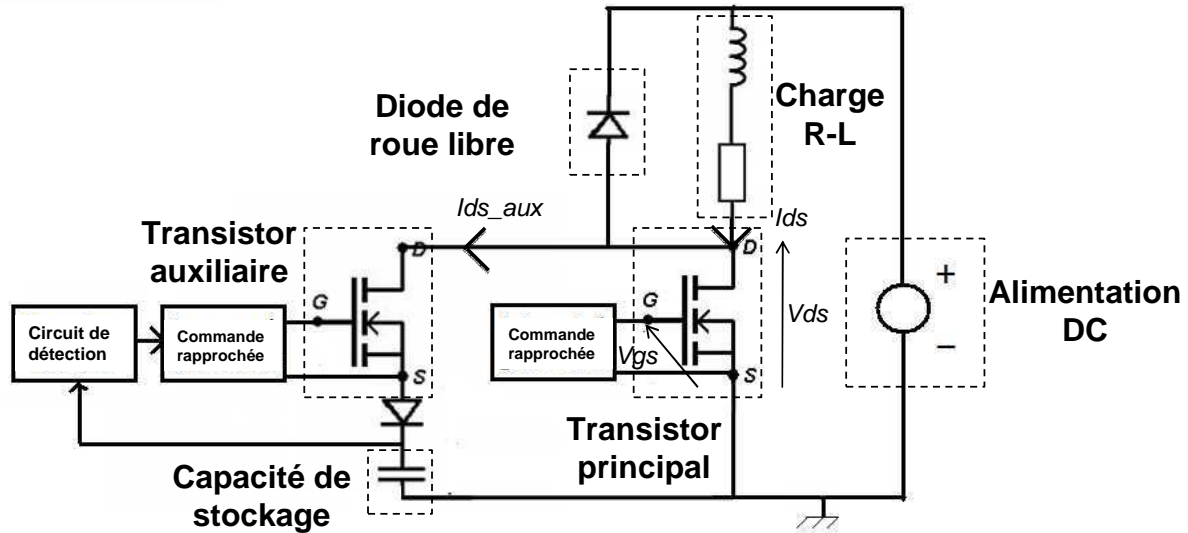 Diode de
roue libre
Charge
R-L
Ids_aux
Ids
Transistor
auxiliaire
D
D
G
G
Vds
+
−
Alimentation
DC
Circuit de
détection
Commande
rapprochée
Commande
rapprochée
Vgs
S
S
Transistor
principal
Capacité de
stockage